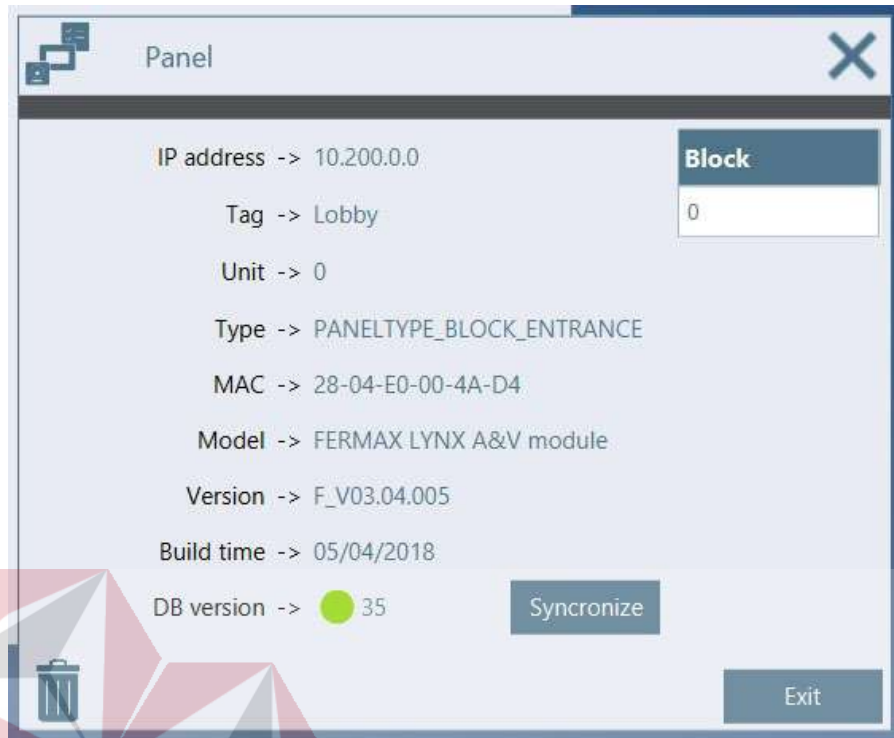 Panel
IP address -> 10.200.0.0
Block
Tag -> Lobby
0
Unit -> 0
Type -> PANELTYPE_BLOCK_ENTRANCE
MAC -> 28-04-E0-00-4A-D4
Model -> FERMAX LYNX A&V module
Version -> F_V03.04.005
Build time -> 05/04/2018
DB version -> 35
Syncronize
Exit